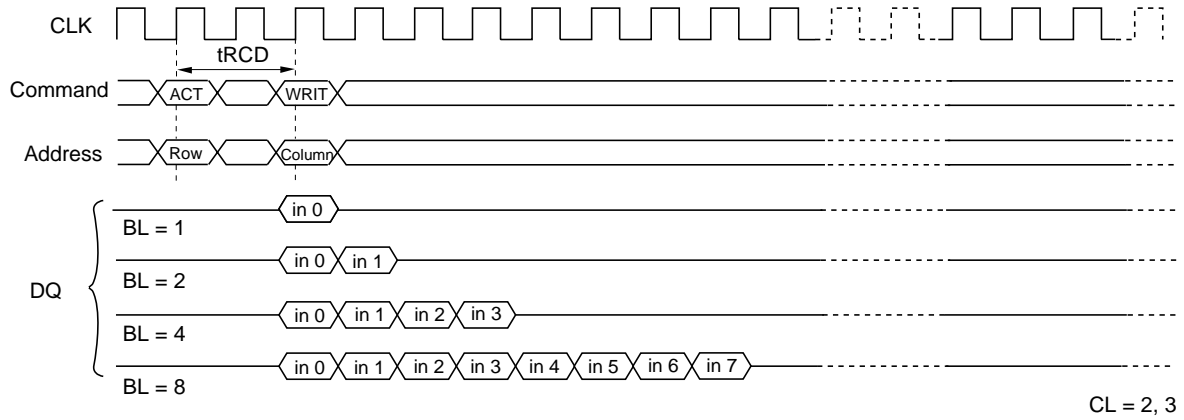 CLK
tRCD
Command ACT WRIT
Address Row Column
in 0
BL = 1
in 0 in 1
BL = 2
DQ
in 0 in 1 in 2 in 3
BL = 4
in 0 in 1 in 2 in 3 in 4 in 5 in 6 in 7
BL = 8
CL = 2, 3